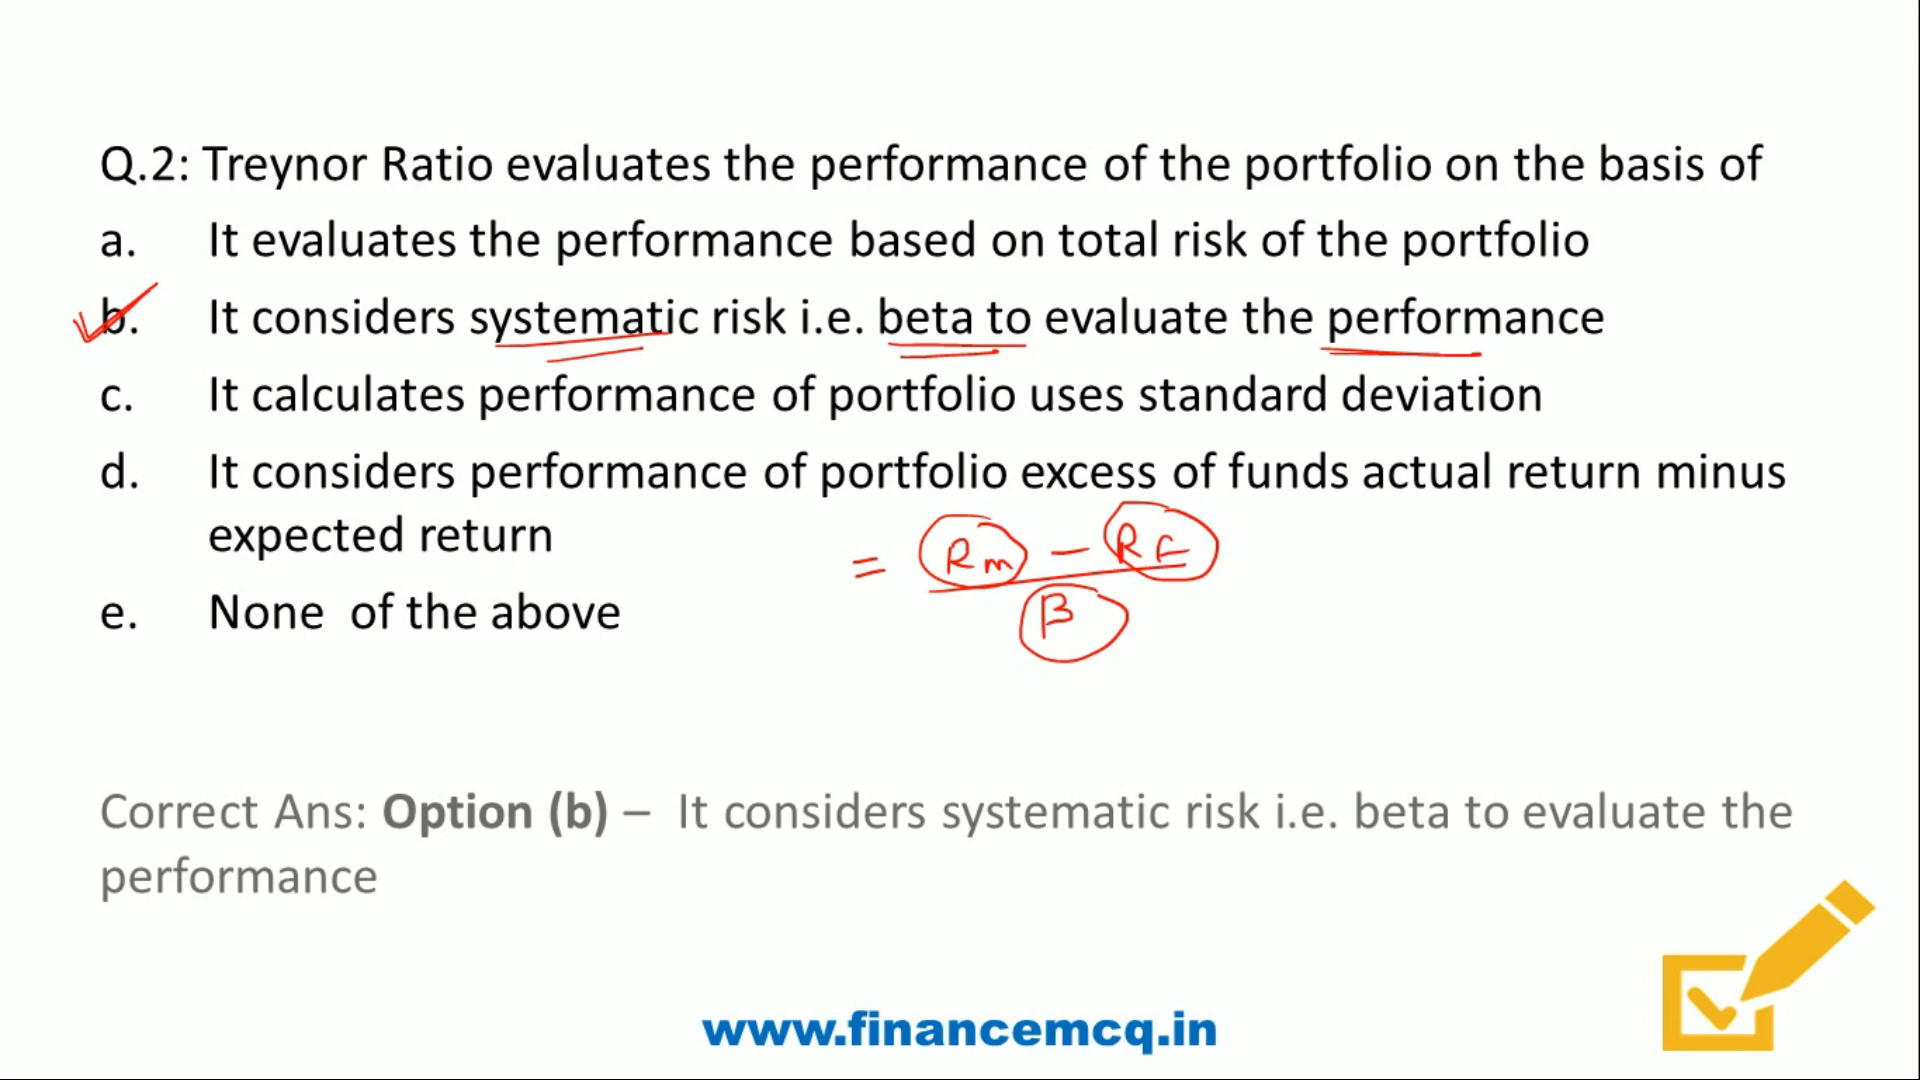 Q.2: Treynor Ratio evaluates the performance of the portfolio on the basis of
a. It evaluates the performance based on total risk of the portfolio
b. It considers systematic risk i.e. beta to evaluate the performance
c. It calculates performance of portfolio uses standard deviation
d. It considers performance of portfolio excess of funds actual return minus
expected return
= Rm - RF
β
e. None of the above
Correct Ans: Option (b) – It considers systematic risk i.e. beta to evaluate the
performance
www.financemcq.in